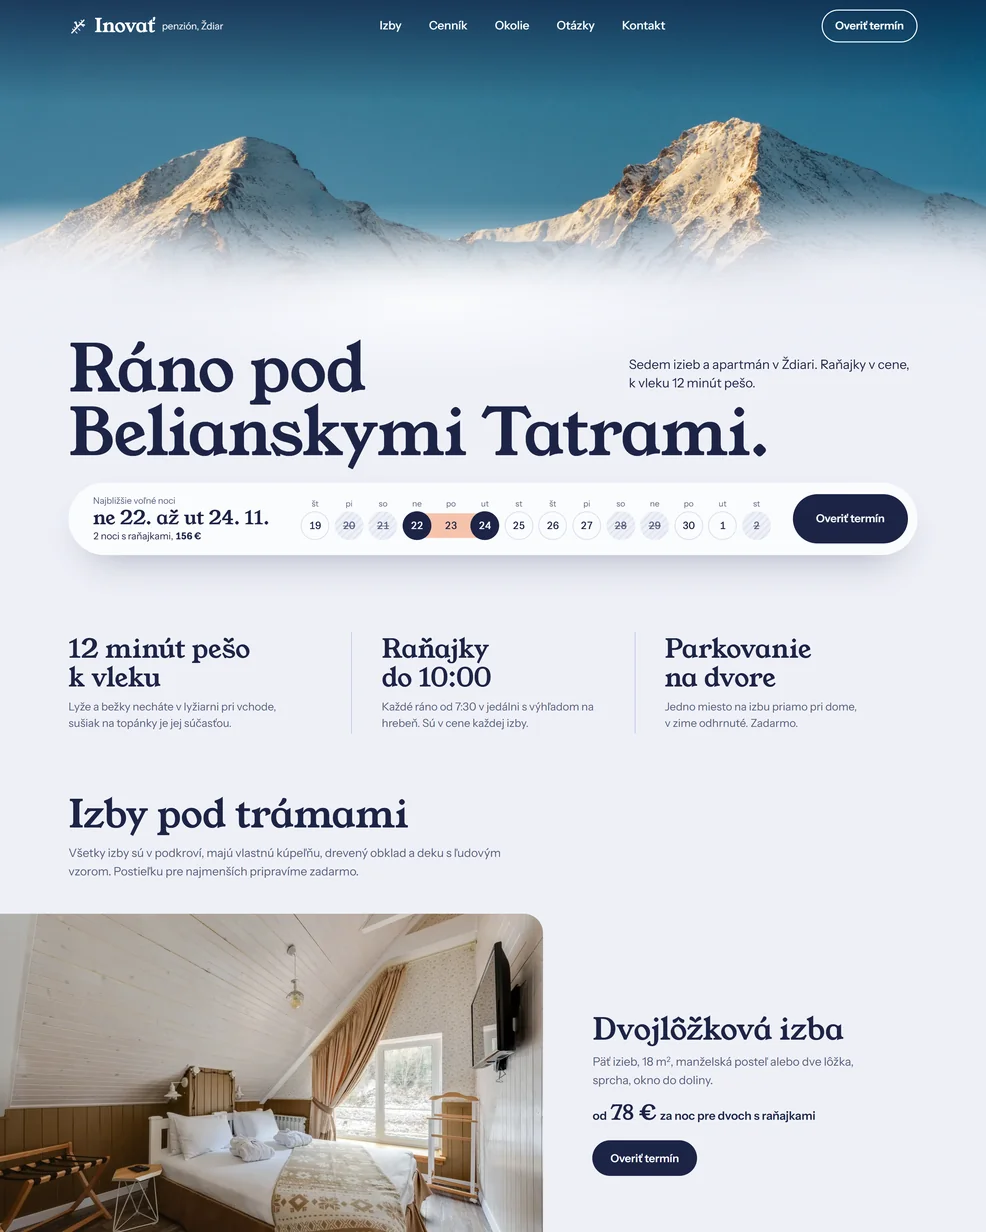 Inovať penzión, Ždiar
Izby Cenník Okolie Otázky Kontakt
Overiť termín
Ráno pod
Belianskymi Tatrami.
Sedem izieb a apartmán v Ždiari. Raňajky v cene,
k vleku 12 minút pešo.
Najbližšie voľné noci
ne 22. až ut 24. 11.
2 noci s raňajkami, 156 €
št pi so ne po ut st št pi so ne po ut st
19 20 21 22 23 24 25 26 27 28 29 30 1 2
Overiť termín
12 minút pešo
k vleku
Lyže a bežky necháte v lyžiarni pri vchode,
sušiak na topánky je jej súčasťou.
Raňajky
do 10:00
Každé ráno od 7:30 v jedálni s výhľadom na
hrebeň. Sú v cene každej izby.
Parkovanie
na dvore
Jedno miesto na izbu priamo pri dome,
v zime odhrnuté. Zadarmo.
Izby pod trámami
Všetky izby sú v podkroví, majú vlastnú kúpeľňu, drevený obklad a deku s ľudovým
vzorom. Postieľku pre najmenších pripravíme zadarmo.
Dvojlôžková izba
Päť izieb, 18 m², manželská posteľ alebo dve lôžka,
sprcha, okno do doliny.
od 78 € za noc pre dvoch s raňajkami
Overiť termín